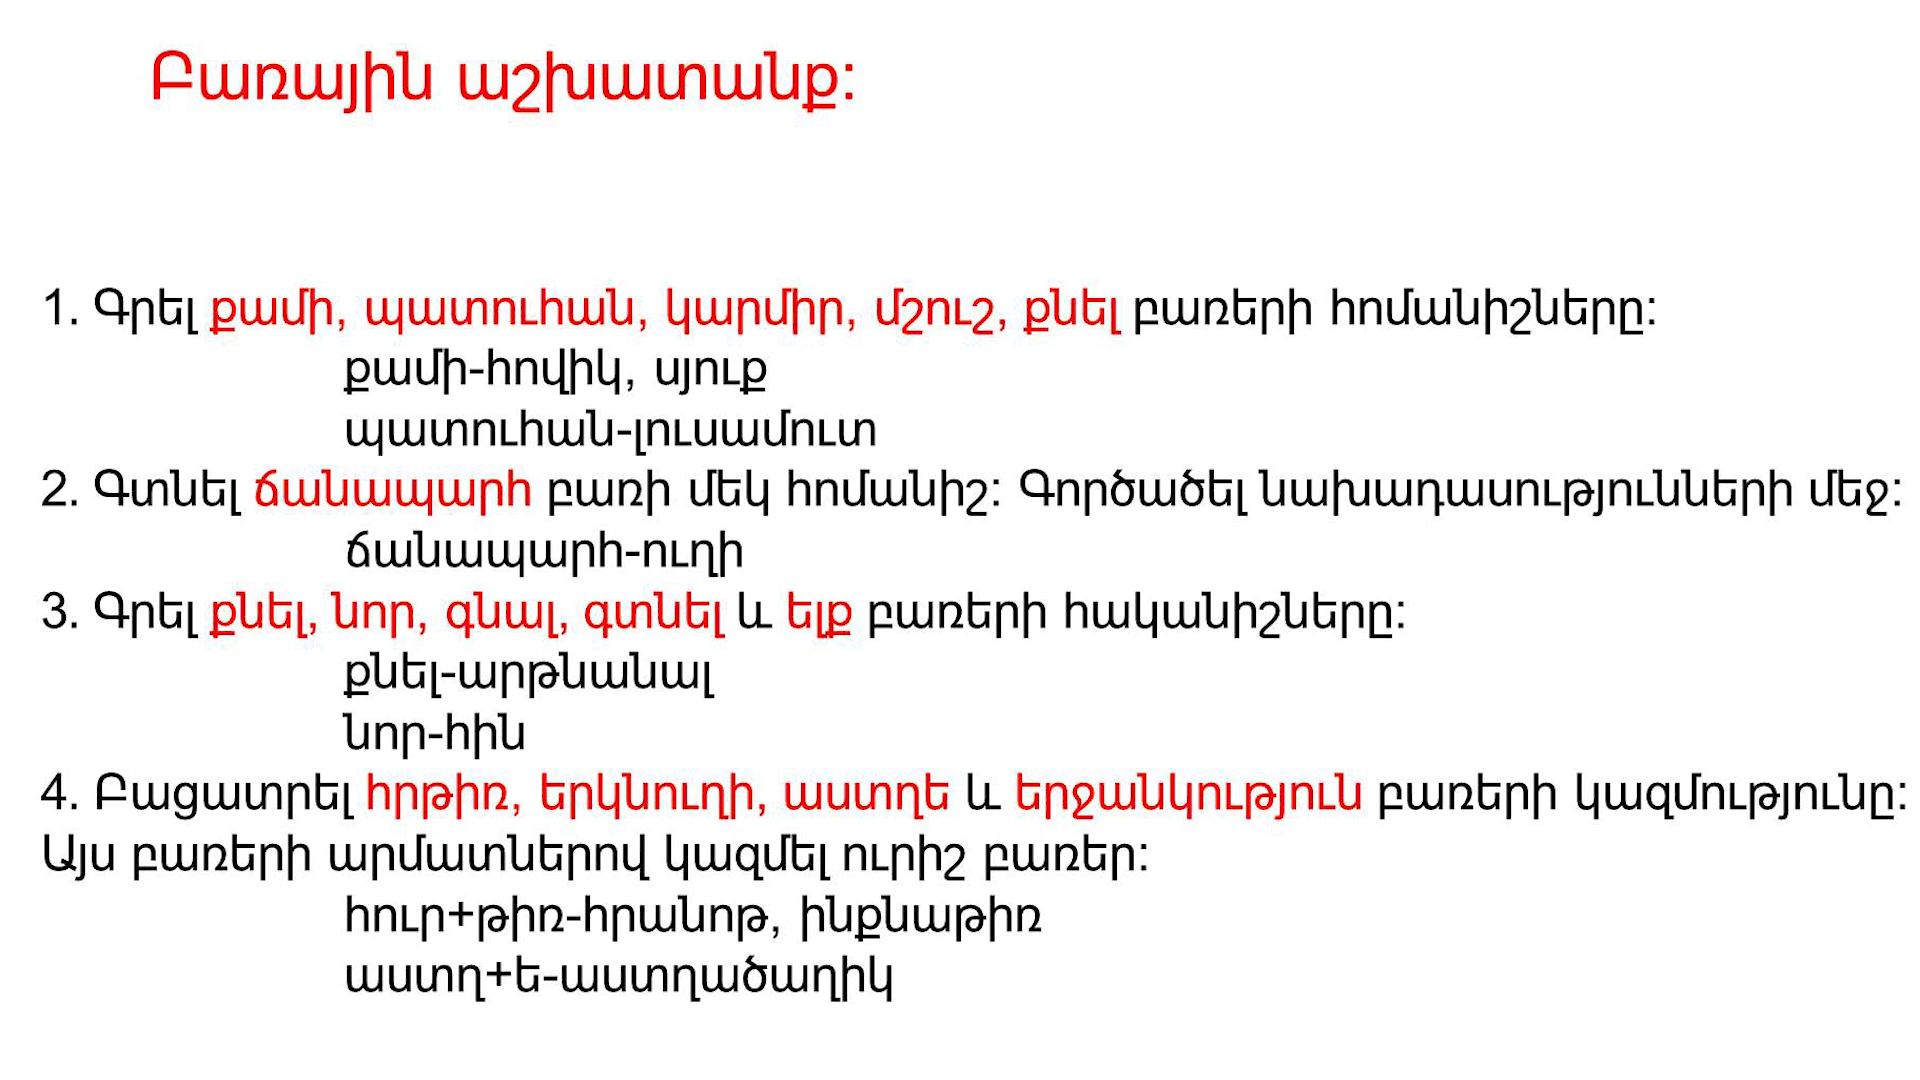 Բառային աշխատանք:
1. Գրել քամի, պատուհան, կարմիր, մշուշ, քնել բառերի հոմանիշները:
քամի-հովիկ, սյուք
պատուհան-լուսամուտ
2. Գտնել ճանապարհ բառի մեկ հոմանիշ: Գործածել նախադասությունների մեջ:
ճանապարհ-ուղի
3. Գրել քնել, նոր, գնալ, գտնել և ելք բառերի հականիշները:
քնել-արթնանալ
նոր-հին
4. Բացատրել հրթիռ, երկնուղի, աստղե և երջանկություն բառերի կազմությունը:
Այս բառերի արմատներով կազմել ուրիշ բառեր:
հուր+թիռ-հրանոթ, ինքնաթիռ
աստղ+ե-աստղածաղիկ